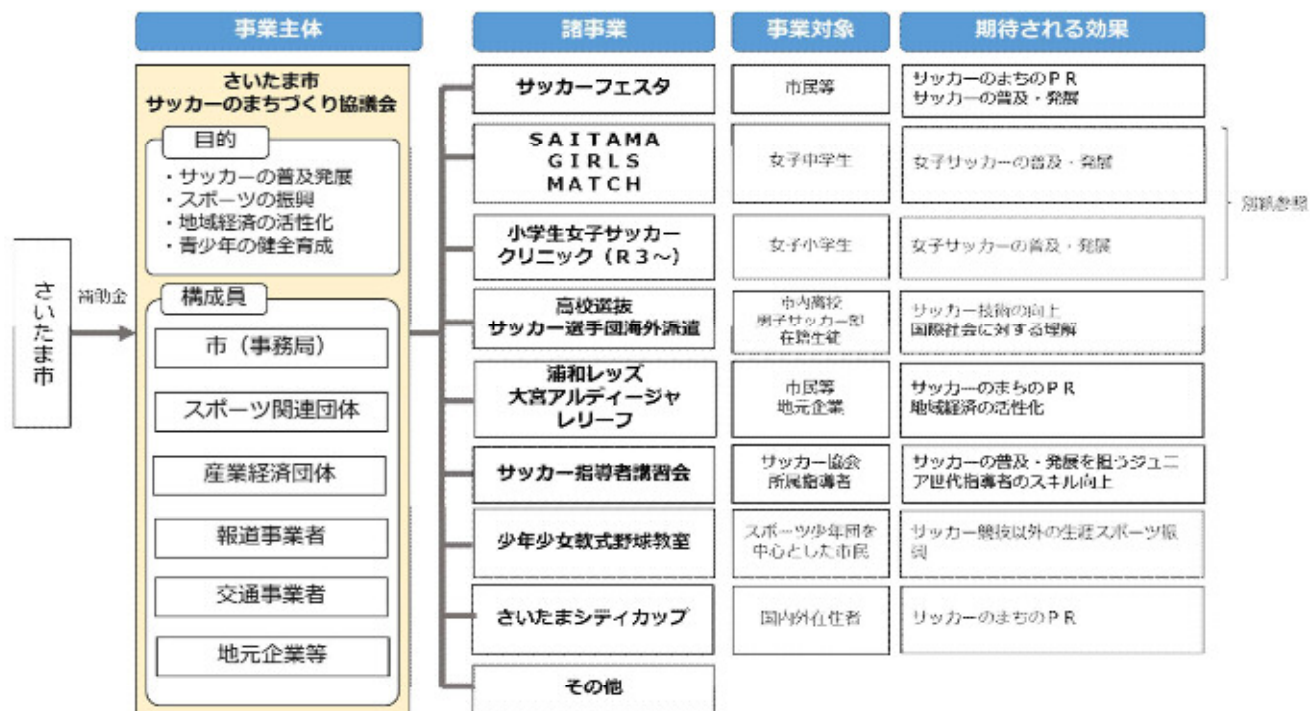 事業主体
諸事業
事業対象
期待される効果
さいたま市
補助金
さいたま市
サッカーのまちづくり協議会
目的
・サッカーの普及発展
・スポーツの振興
・地域経済の活性化
・青少年の健全育成
構成員
市（事務局）
スポーツ関連団体
産業経済団体
報道事業者
交通事業者
地元企業等
サッカーフェスタ
市民等
サッカーのまちのＰＲ
サッカーの普及・発展
ＳＡＩＴＡＭＡ
ＧＩＲＬＳ
ＭＡＴＣＨ
女子中学生
女子サッカーの普及・発展
小学生女子サッカー
クリニック（Ｒ３～）
女子小学生
女子サッカーの普及・発展
別紙参照
高校選抜
サッカー選手団海外派遣
市内高校
男子サッカー部
在籍生徒
サッカー技術の向上
国際社会に対する理解
浦和レッズ
大宮アルディージャ
レリーフ
市民等
地元企業
サッカーのまちのＰＲ
地域経済の活性化
サッカー指導者講習会
サッカー協会
所属指導者
サッカーの普及・発展を担うジュニ
ア世代指導者のスキル向上
少年少女軟式野球教室
スポーツ少年団を
中心とした市民
サッカー競技以外の生涯スポーツ振
興
さいたまシティカップ
国内外在住者
サッカーのまちのＰＲ
その他